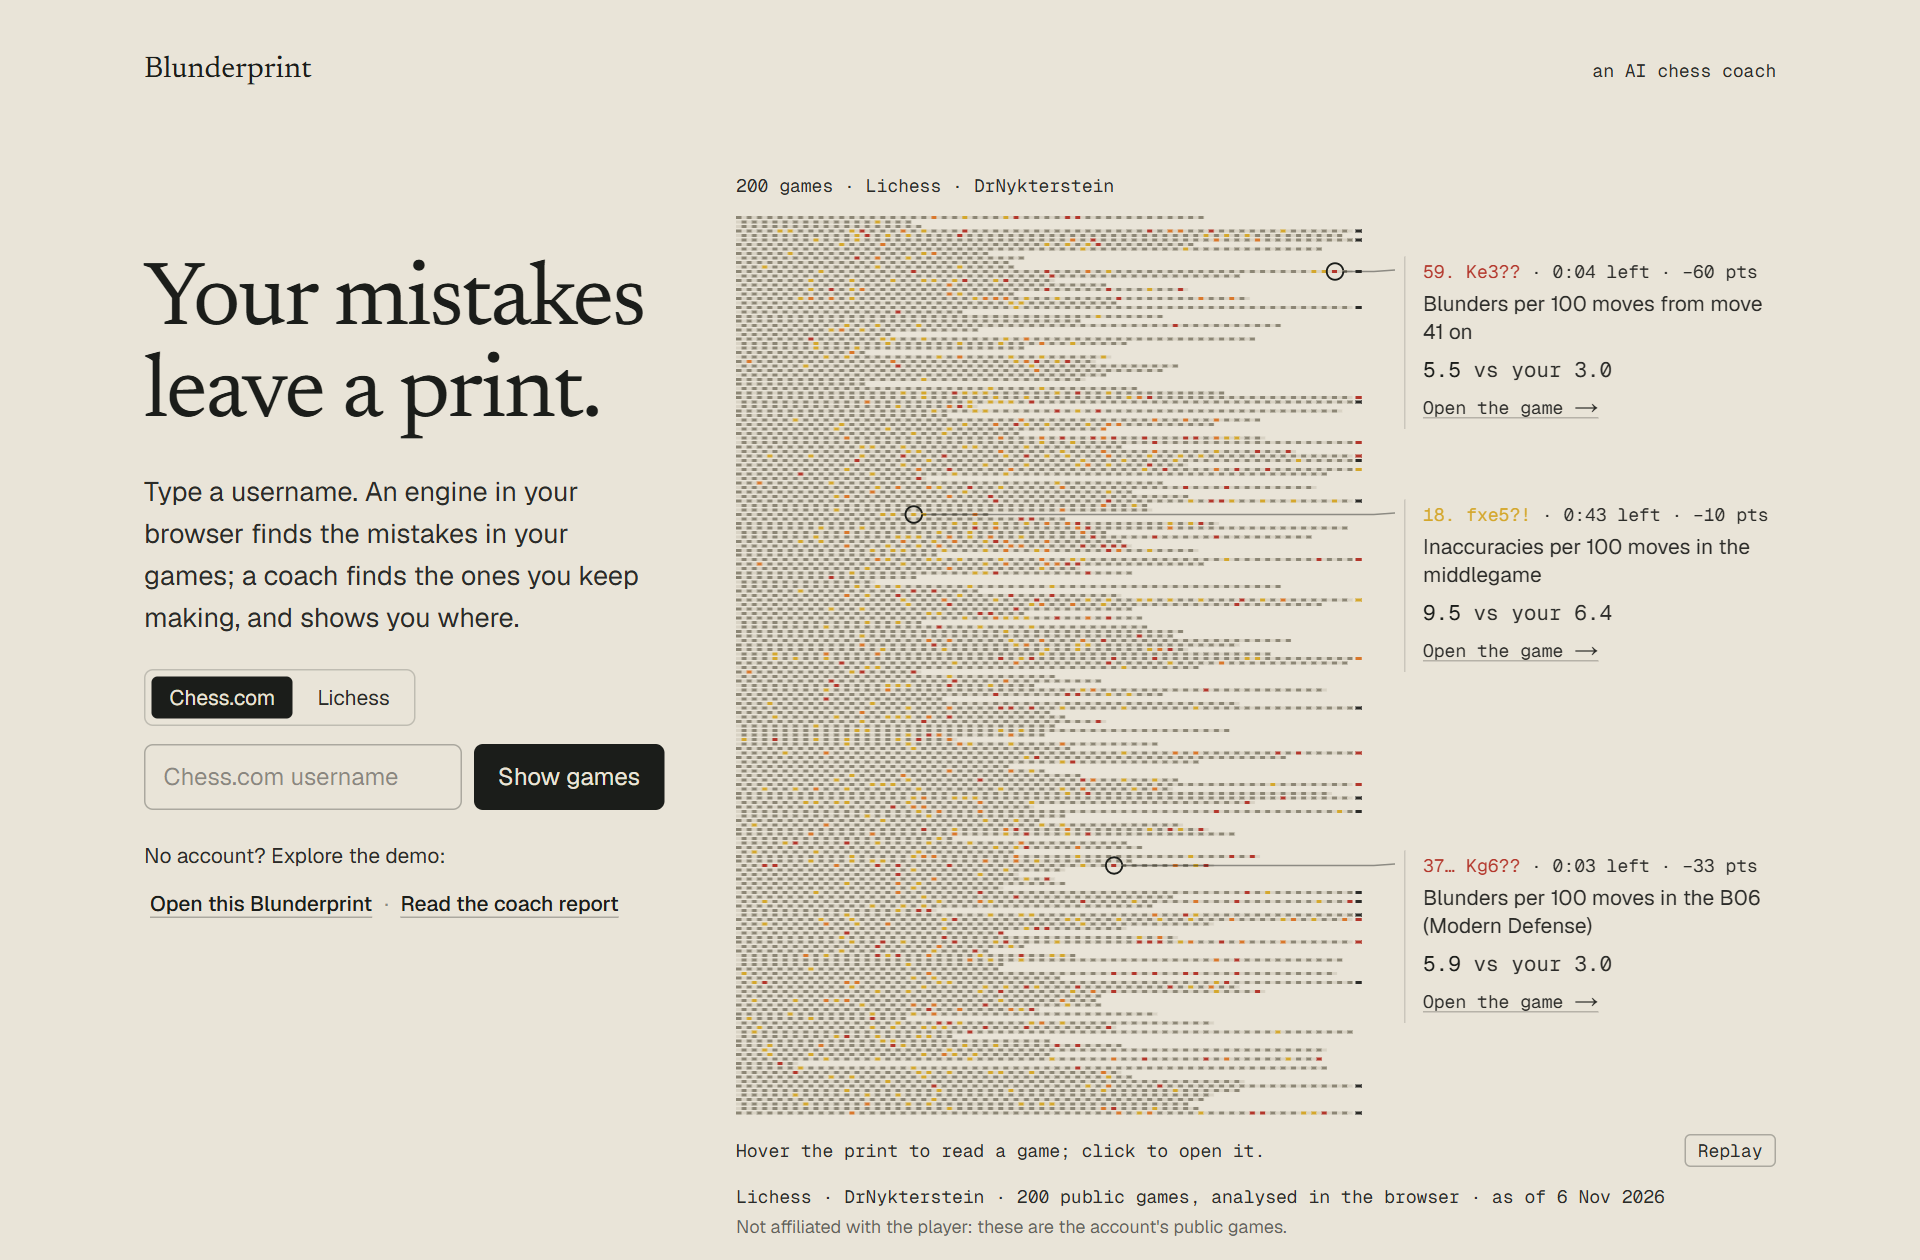 Blunderprint
an AI chess coach
Your mistakes
leave a print.
Type a username. An engine in your
browser finds the mistakes in your
games; a coach finds the ones you keep
making, and shows you where.
Chess.com
Lichess
Chess.com username
Show games
No account? Explore the demo:
Open this Blunderprint · Read the coach report
200 games · Lichess · DrNykterstein
59. Ke3?? · 0:04 left · −60 pts
Blunders per 100 moves from move
41 on
5.5 vs your 3.0
Open the game →
18. fxe5?! · 0:43 left · −10 pts
Inaccuracies per 100 moves in the
middlegame
9.5 vs your 6.4
Open the game →
37… Kg6?? · 0:03 left · −33 pts
Blunders per 100 moves in the B06
(Modern Defense)
5.9 vs your 3.0
Open the game →
Hover the print to read a game; click to open it.
Replay
Lichess · DrNykterstein · 200 public games, analysed in the browser · as of 6 Nov 2026
Not affiliated with the player: these are the account's public games.